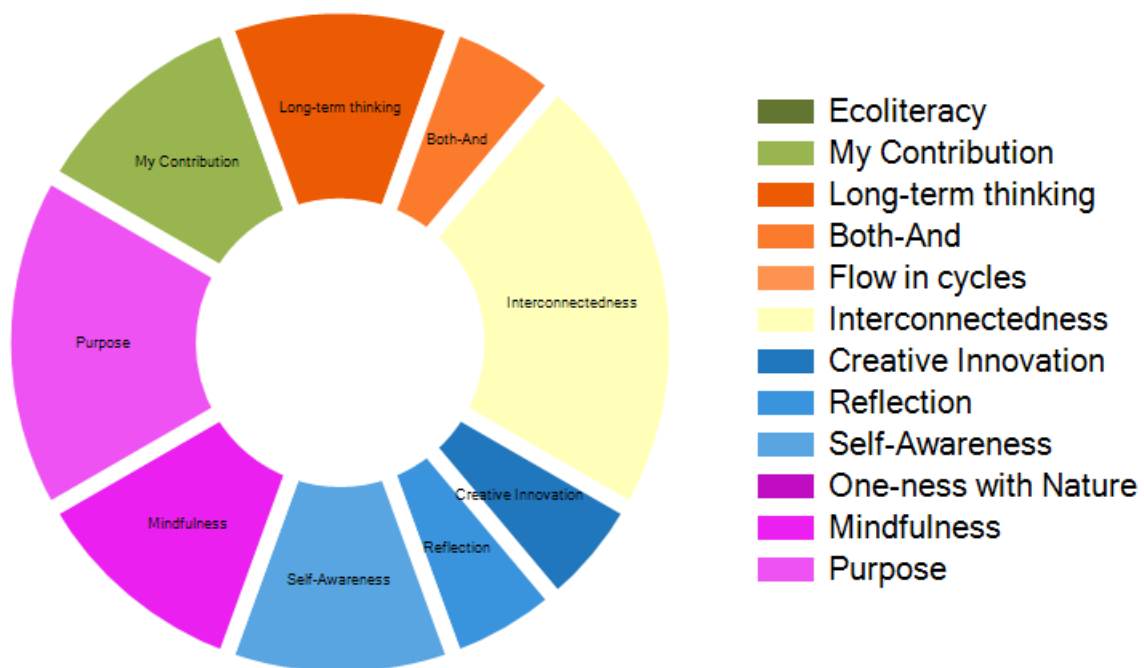 Long-term thinking
Both-And
My Contribution
Interconnectedness
Purpose
Creative Innovation
Mindfulness
Reflection
Self-Awareness
Ecoliteracy
My Contribution
Long-term thinking
Both-And
Flow in cycles
Interconnectedness
Creative Innovation
Reflection
Self-Awareness
One-ness with Nature
Mindfulness
Purpose